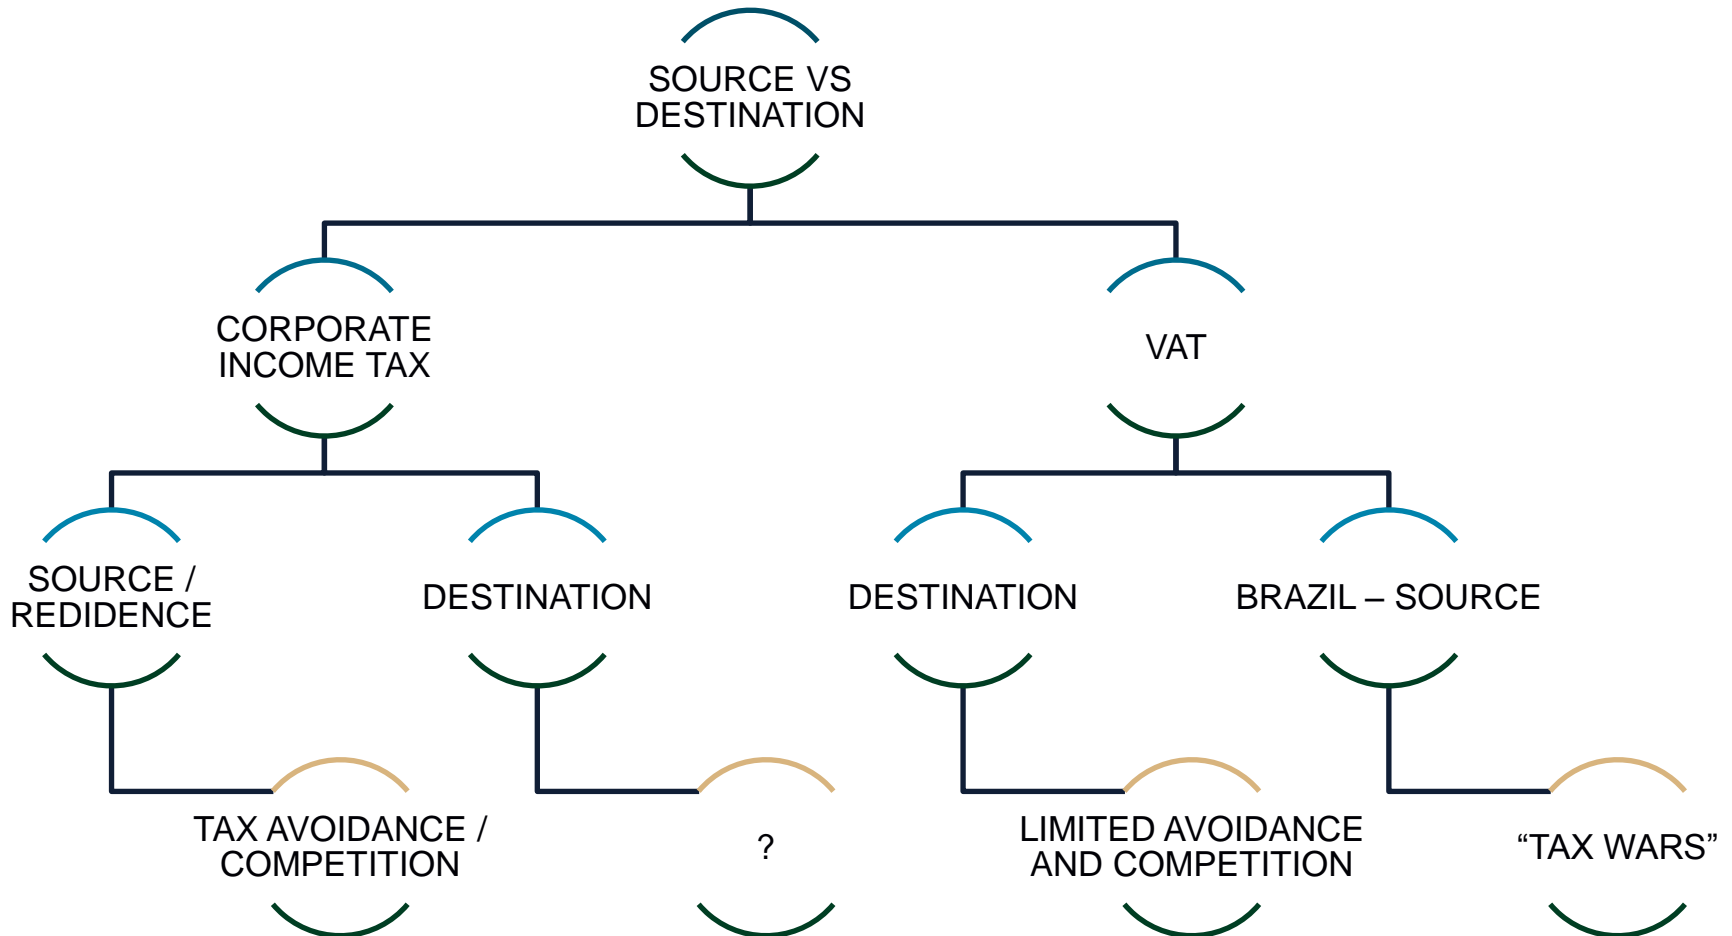 SOURCE VS
DESTINATION
CORPORATE
INCOME TAX
VAT
SOURCE /
REDIDENCE
DESTINATION
DESTINATION
BRAZIL – SOURCE
TAX AVOIDANCE /
COMPETITION
?
LIMITED AVOIDANCE
AND COMPETITION
“TAX WARS”